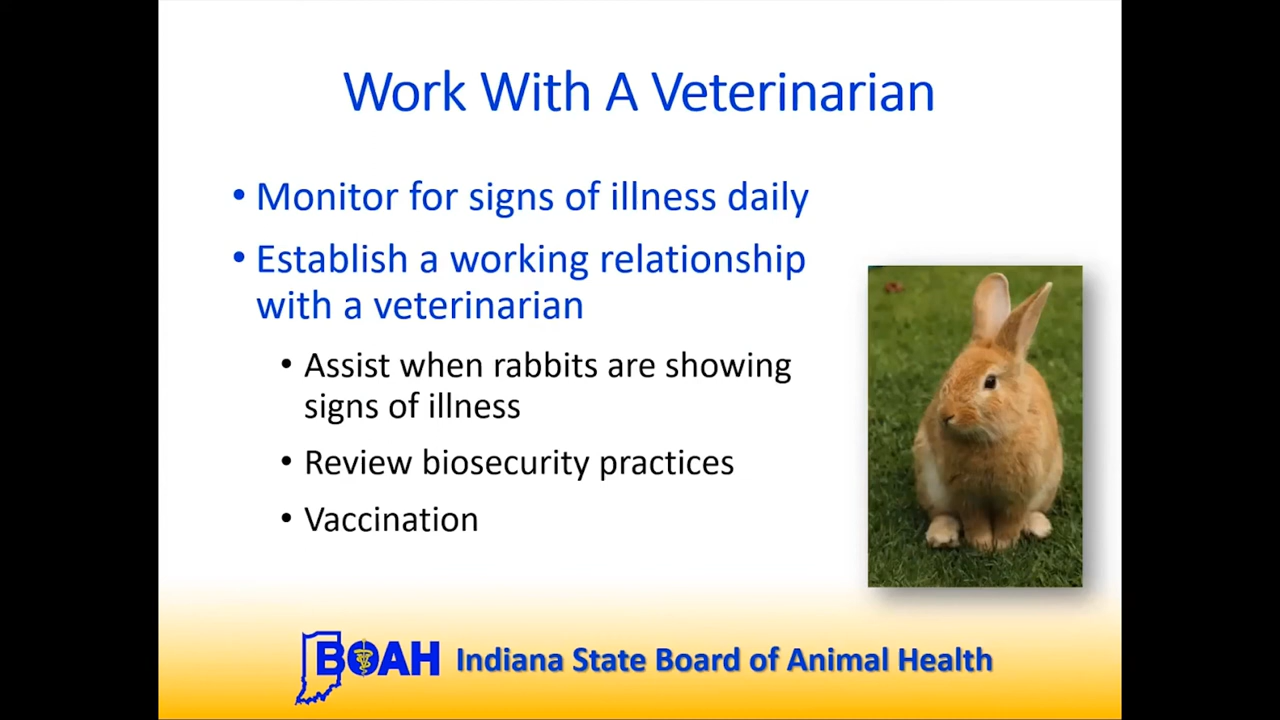 Work With A Veterinarian
• Monitor for signs of illness daily
• Establish a working relationship
with a veterinarian
• Assist when rabbits are showing
signs of illness
• Review biosecurity practices
• Vaccination
BOAH Indiana State Board of Animal Health